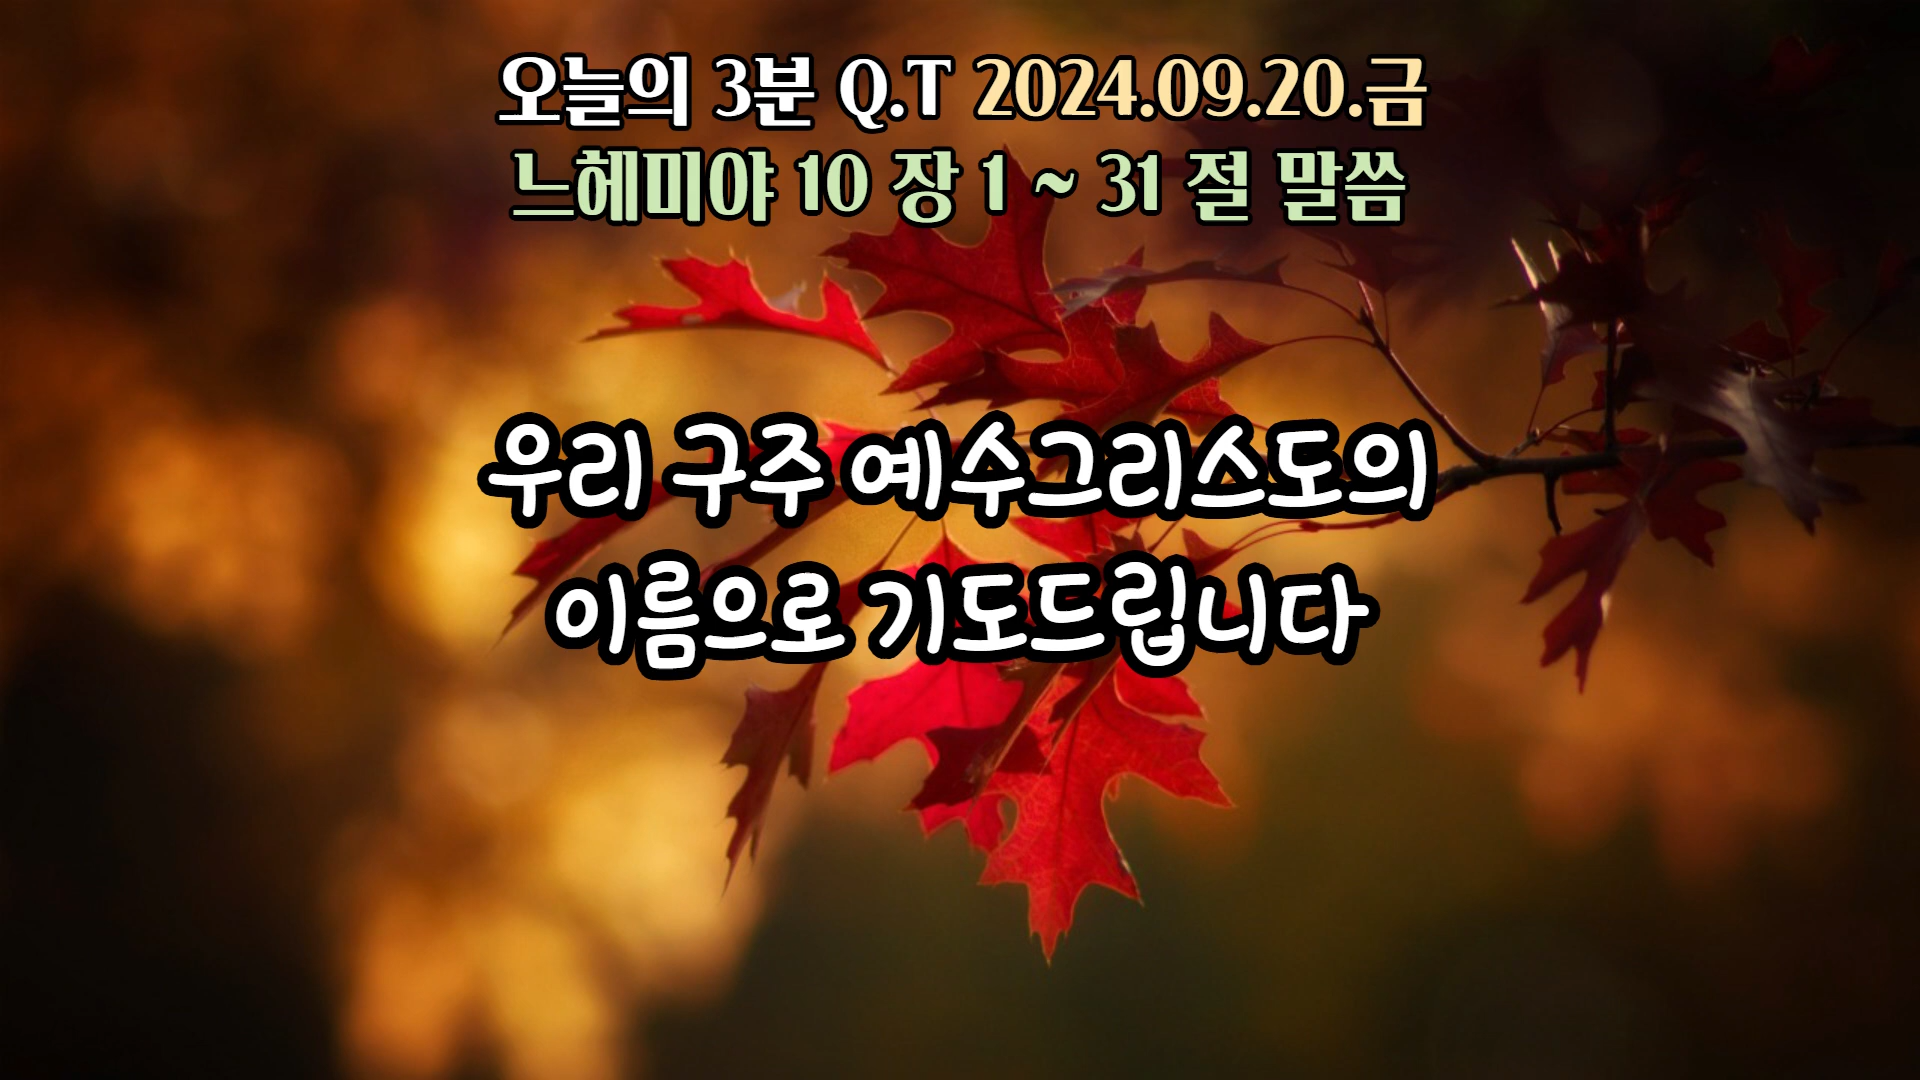 오늘의 3분 Q.T 2024.09.20.금
느헤미야 10 장 1 ~ 31 절 말씀
우리 구주 예수그리스도의
이름으로 기도드립니다